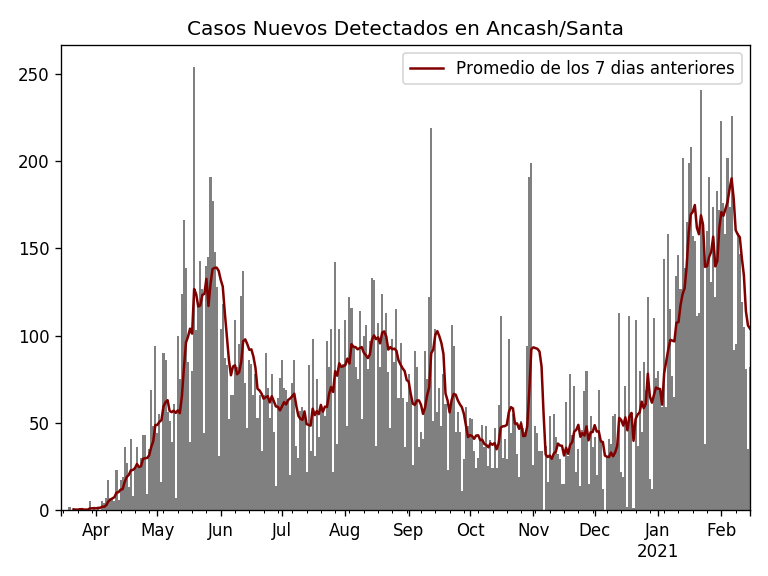 Casos Nuevos Detectados en Ancash/Santa
Promedio de los 7 dias anteriores
250
200
150
100
50
0
Apr May Jun Jul Aug Sep Oct Nov Dec Jan Feb
2021